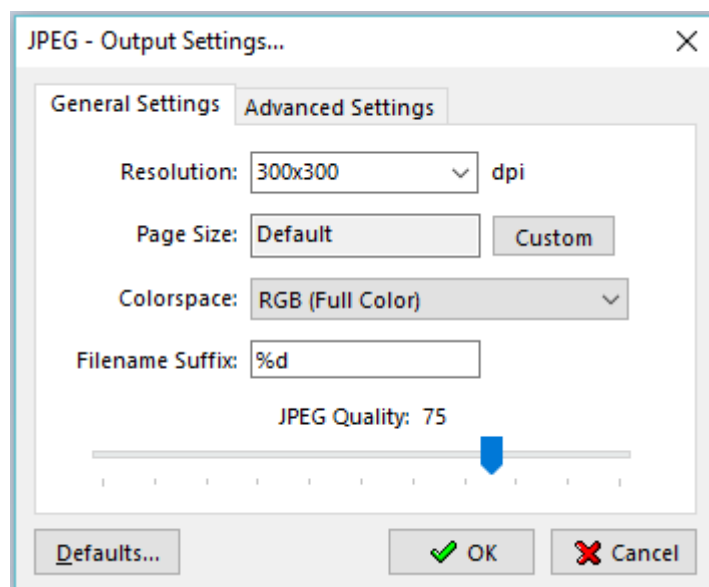 JPEG - Output Settings...
General Settings Advanced Settings
Resolution: 300x300 dpi
Page Size: Default Custom
Colorspace: RGB (Full Color)
Filename Suffix: %d
JPEG Quality: 75
Defaults... OK Cancel